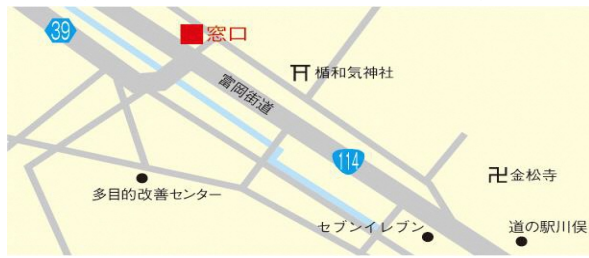 39
窓口
楯和気神社
富岡街道
114
金松寺
多目的改善センター
セブンイレブン
道の駅川俣